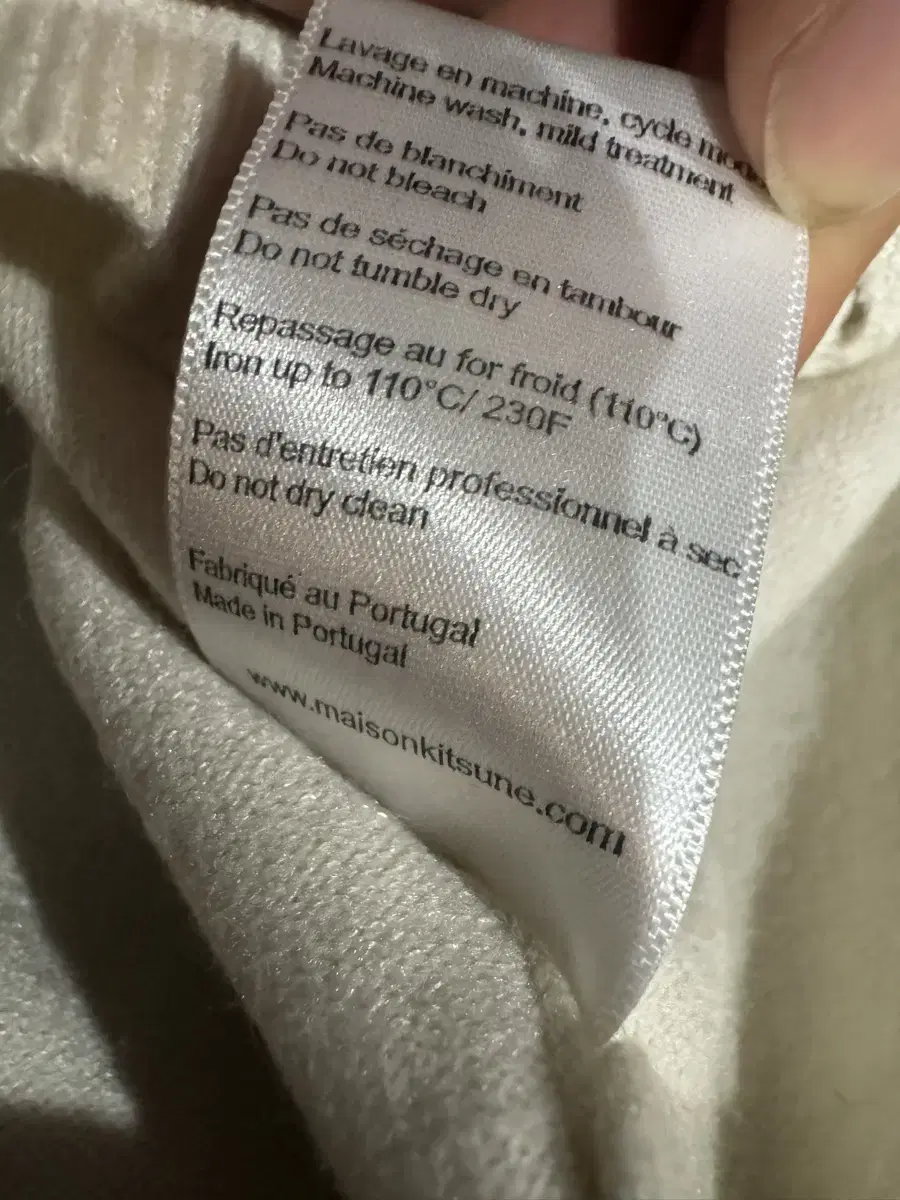 Lavage en machine, cycle
Machine wash, mild treatment
Pas de blanchiment
Do not bleach
Pas de séchage en tambour
Do not tumble dry
Repassage au for froid (110°C)
Iron up to 110°C/ 230F
Pas d'entretien professionnel à sec
Do not dry clean
Fabriqué au Portugal
Made in Portugal
www.maisonkitsune.com